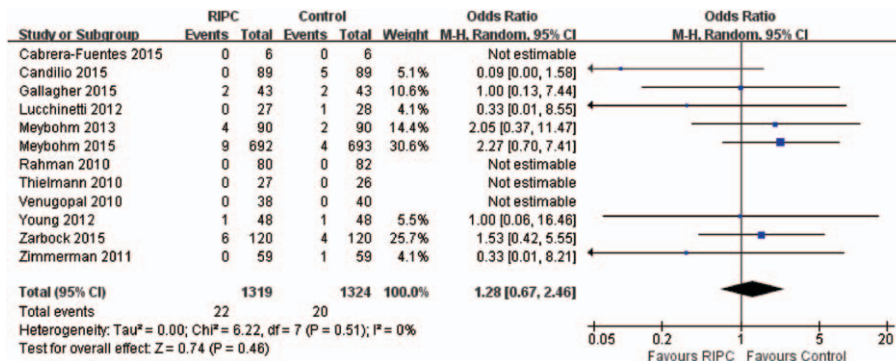 RIPC Control Odds Ratio Odds Ratio
Study or Subgroup Events Total Events Total Weight M-H, Random, 95% CI M-H, Random, 95% CI
Cabrera-Fuentes 2015 0 6 0 6 Not estimable
Candilio 2015 0 89 5 89 5.1% 0.09 [0.00, 1.58]
Gallagher 2015 2 43 2 43 10.6% 1.00 [0.13, 7.44]
Lucchinetti 2012 0 27 1 28 4.1% 0.33 [0.01, 8.55]
Meybohm 2013 4 90 2 90 14.4% 2.05 [0.37, 11.47]
Meybohm 2015 9 692 4 693 30.6% 2.27 [0.70, 7.41]
Rahman 2010 0 80 0 82 Not estimable
Thielmann 2010 0 27 0 26 Not estimable
Venugopal 2010 0 38 0 40 Not estimable
Young 2012 1 48 1 48 5.5% 1.00 [0.06, 16.46]
Zarbock 2015 6 120 4 120 25.7% 1.53 [0.42, 5.55]
Zimmerman 2011 0 59 1 59 4.1% 0.33 [0.01, 8.21]
Total (95% CI) 1319 1324 100.0% 1.28 [0.67, 2.46]
Total events 22 20
Heterogeneity: Tau² = 0.00; Chi² = 6.22, df = 7 (P = 0.51); I² = 0%
Test for overall effect: Z = 0.74 (P = 0.46)
0.05 0.2 1 5 20
Favours RIPC Favours Control